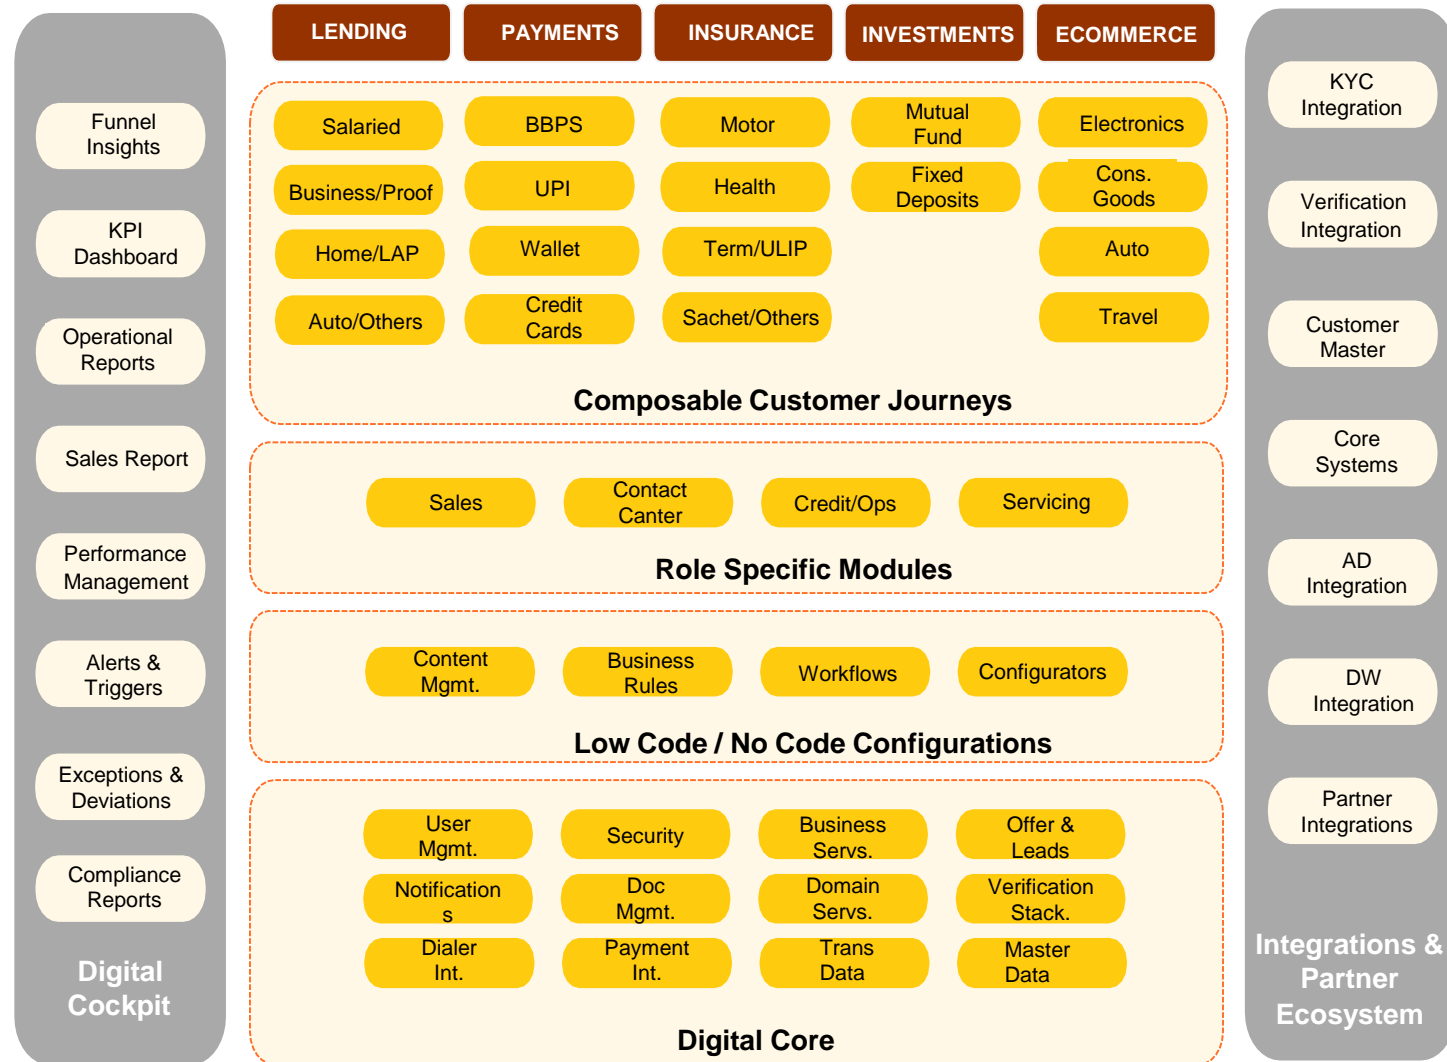 LENDING
PAYMENTS
INSURANCE
INVESTMENTS
ECOMMERCE
Funnel
Insights
KPI
Dashboard
Operational
Reports
Sales Report
Performance
Management
Alerts &
Triggers
Exceptions &
Deviations
Compliance
Reports
Digital
Cockpit
Salaried
BBPS
Motor
Mutual
Fund
Electronics
Business/Proof
UPI
Health
Fixed
Deposits
Cons.
Goods
Home/LAP
Wallet
Term/ULIP
Auto
Auto/Others
Credit
Cards
Sachet/Others
Travel
Composable Customer Journeys
Sales
Contact
Canter
Credit/Ops
Servicing
Role Specific Modules
Content
Mgmt.
Business
Rules
Workflows
Configurators
Low Code / No Code Configurations
User
Mgmt.
Security
Business
Servs.
Offer &
Leads
Notification
s
Doc
Mgmt.
Domain
Servs.
Verification
Stack.
Dialer
Int.
Payment
Int.
Trans
Data
Master
Data
Digital Core
KYC
Integration
Verification
Integration
Customer
Master
Core
Systems
AD
Integration
DW
Integration
Partner
Integrations
Integrations &
Partner
Ecosystem